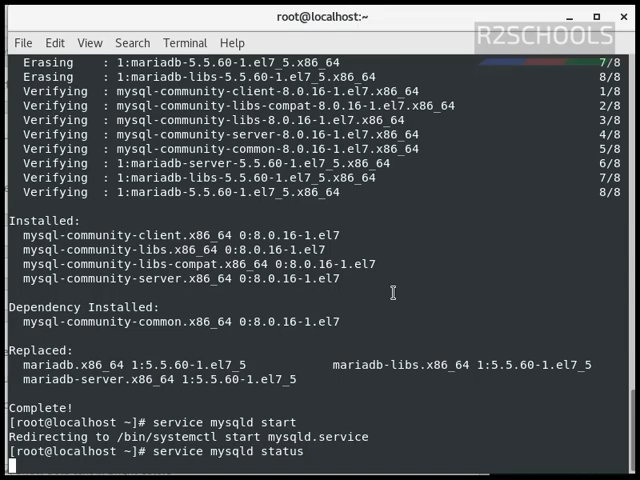 root@localhost:~
File Edit View Search Terminal Help
R2SCHOOLS
Erasing : 1:mariadb-5.5.60-1.el7_5.x86_64 7/8
Erasing : 1:mariadb-libs-5.5.60-1.el7_5.x86_64 8/8
Verifying : mysql-community-client-8.0.16-1.el7.x86_64 1/8
Verifying : mysql-community-libs-compat-8.0.16-1.el7.x86_64 2/8
Verifying : mysql-community-libs-8.0.16-1.el7.x86_64 3/8
Verifying : mysql-community-server-8.0.16-1.el7.x86_64 4/8
Verifying : mysql-community-common-8.0.16-1.el7.x86_64 5/8
Verifying : 1:mariadb-server-5.5.60-1.el7_5.x86_64 6/8
Verifying : 1:mariadb-libs-5.5.60-1.el7_5.x86_64 7/8
Verifying : 1:mariadb-5.5.60-1.el7_5.x86_64 8/8
Installed:
mysql-community-client.x86_64 0:8.0.16-1.el7
mysql-community-libs.x86_64 0:8.0.16-1.el7
mysql-community-libs-compat.x86_64 0:8.0.16-1.el7
mysql-community-server.x86_64 0:8.0.16-1.el7
Dependency Installed:
mysql-community-common.x86_64 0:8.0.16-1.el7
Replaced:
mariadb.x86_64 1:5.5.60-1.el7_5 mariadb-libs.x86_64 1:5.5.60-1.el7_5
mariadb-server.x86_64 1:5.5.60-1.el7_5
Complete!
[root@localhost ~]# service mysqld start
Redirecting to /bin/systemctl start mysqld.service
[root@localhost ~]# service mysqld status